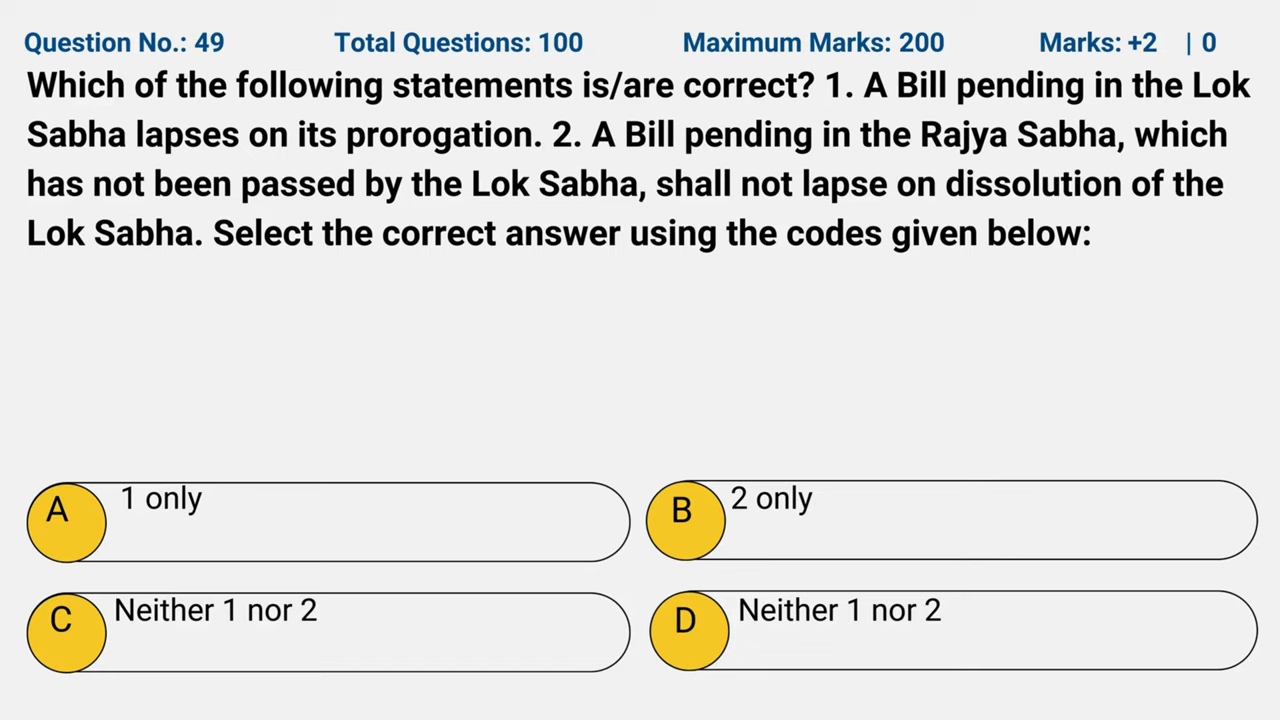 Question No.: 49 Total Questions: 100 Maximum Marks: 200 Marks: +2 | 0
Which of the following statements is/are correct? 1. A Bill pending in the Lok
Sabha lapses on its prorogation. 2. A Bill pending in the Rajya Sabha, which
has not been passed by the Lok Sabha, shall not lapse on dissolution of the
Lok Sabha. Select the correct answer using the codes given below:
A 1 only
B 2 only
C Neither 1 nor 2
D Neither 1 nor 2